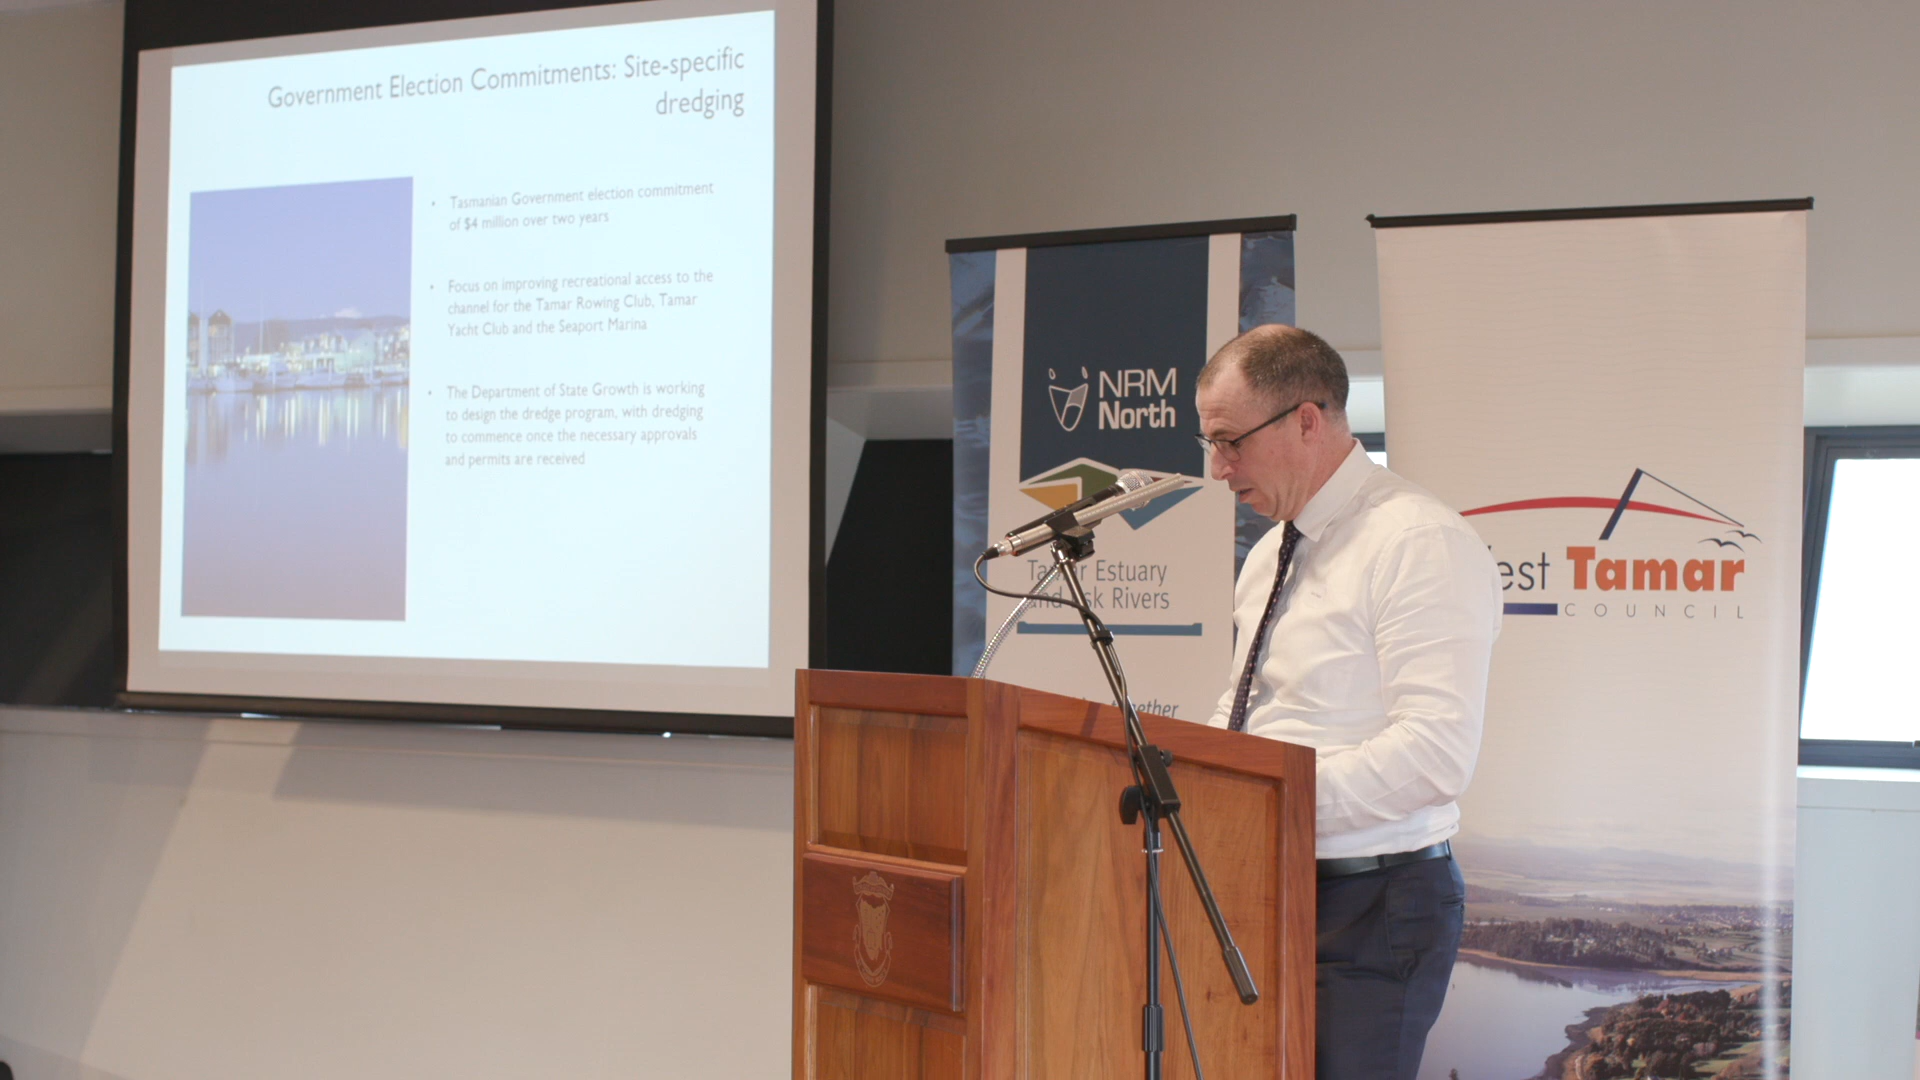 Government Election Commitments: Site-specific
dredging
• Tasmanian Government election commitment
of $4 million over two years
• Focus on improving recreational access to the
channel for the Tamar Rowing Club, Tamar
Yacht Club and the Seaport Marina
• The Department of State Growth is working
to design the dredge program, with dredging
to commence once the necessary approvals
and permits are received
NRM
North
Estuary
Rivers
est Tamar
COUNCIL